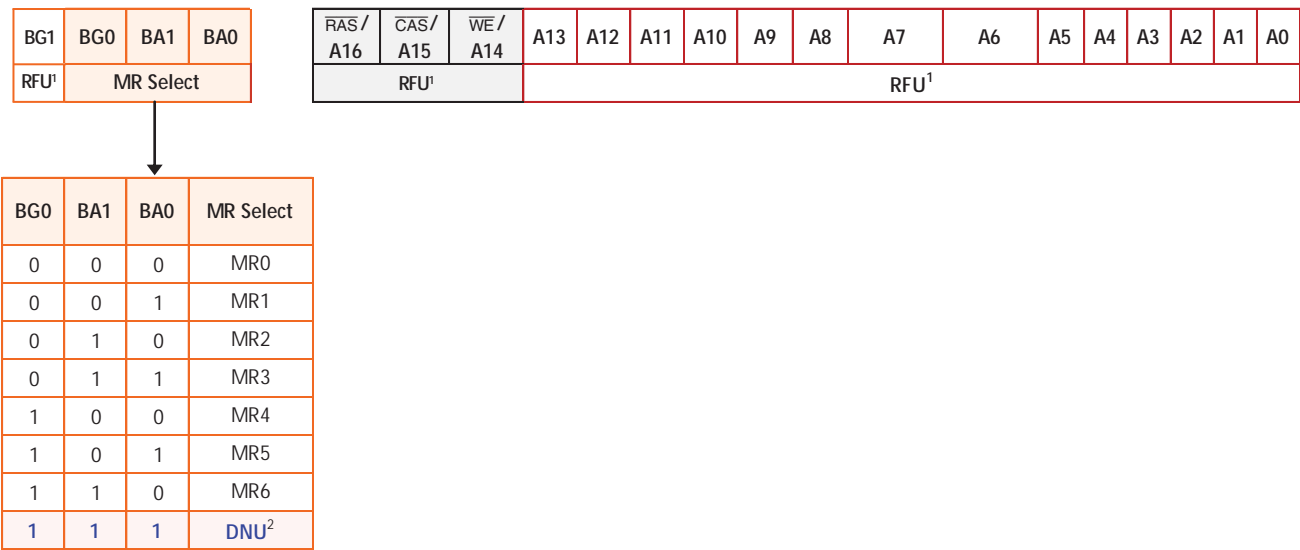 BG1 BG0 BA1 BA0
RFU¹ MR Select
RAS/ A16 CAS/ A15 WE/ A14 A13 A12 A11 A10 A9 A8 A7 A6 A5 A4 A3 A2 A1 A0
RFU¹ RFU¹
BG0 BA1 BA0 MR Select
0 0 0 MR0
0 0 1 MR1
0 1 0 MR2
0 1 1 MR3
1 0 0 MR4
1 0 1 MR5
1 1 0 MR6
1 1 1 DNU²